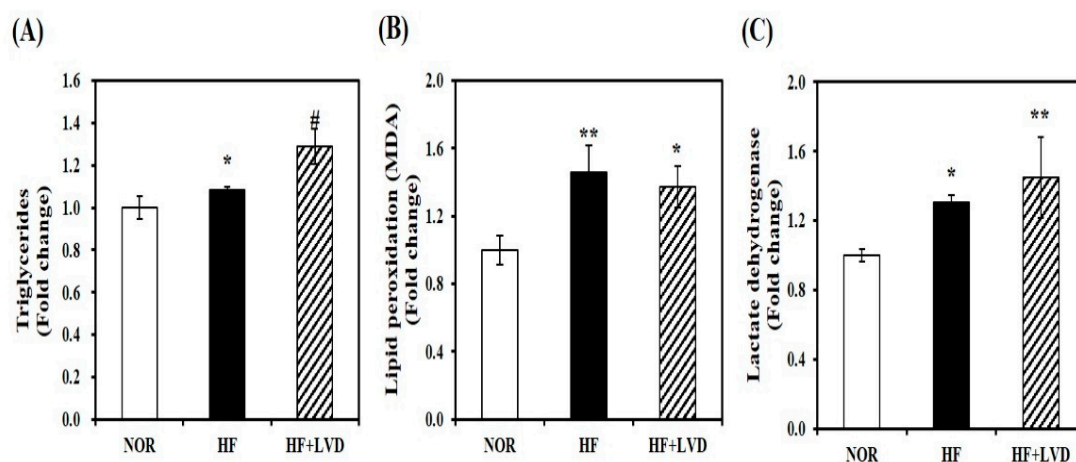 (A)
Triglycerides
(Fold change)
1.6
1.4
1.2
1.0
0.8
0.6
0.4
0.2
0.0
*
#
NOR HF HF+LVD
(B)
Lipid peroxidation (MDA)
(Fold change)
2.0
1.6
1.2
0.8
0.4
0.0
**
*
NOR HF HF+LVD
(C)
Lactate dehydrogenase
(Fold change)
2.0
1.6
1.2
0.8
0.4
0.0
*
**
NOR HF HF+LVD